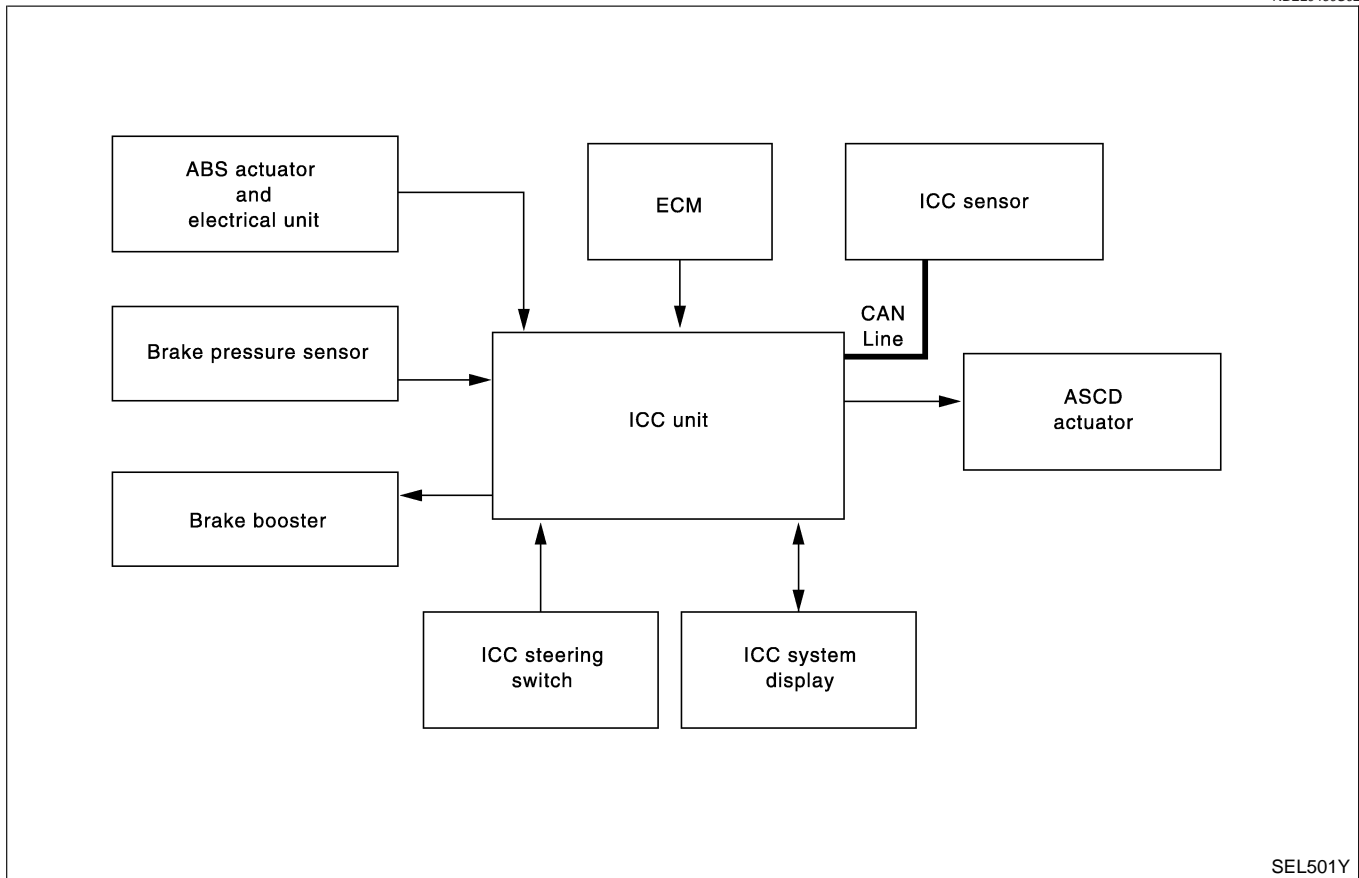 ABS actuator
and
electrical unit
ECM
ICC sensor
CAN
Line
Brake pressure sensor
ICC unit
ASCD
actuator
Brake booster
ICC steering
switch
ICC system
display
SEL501Y